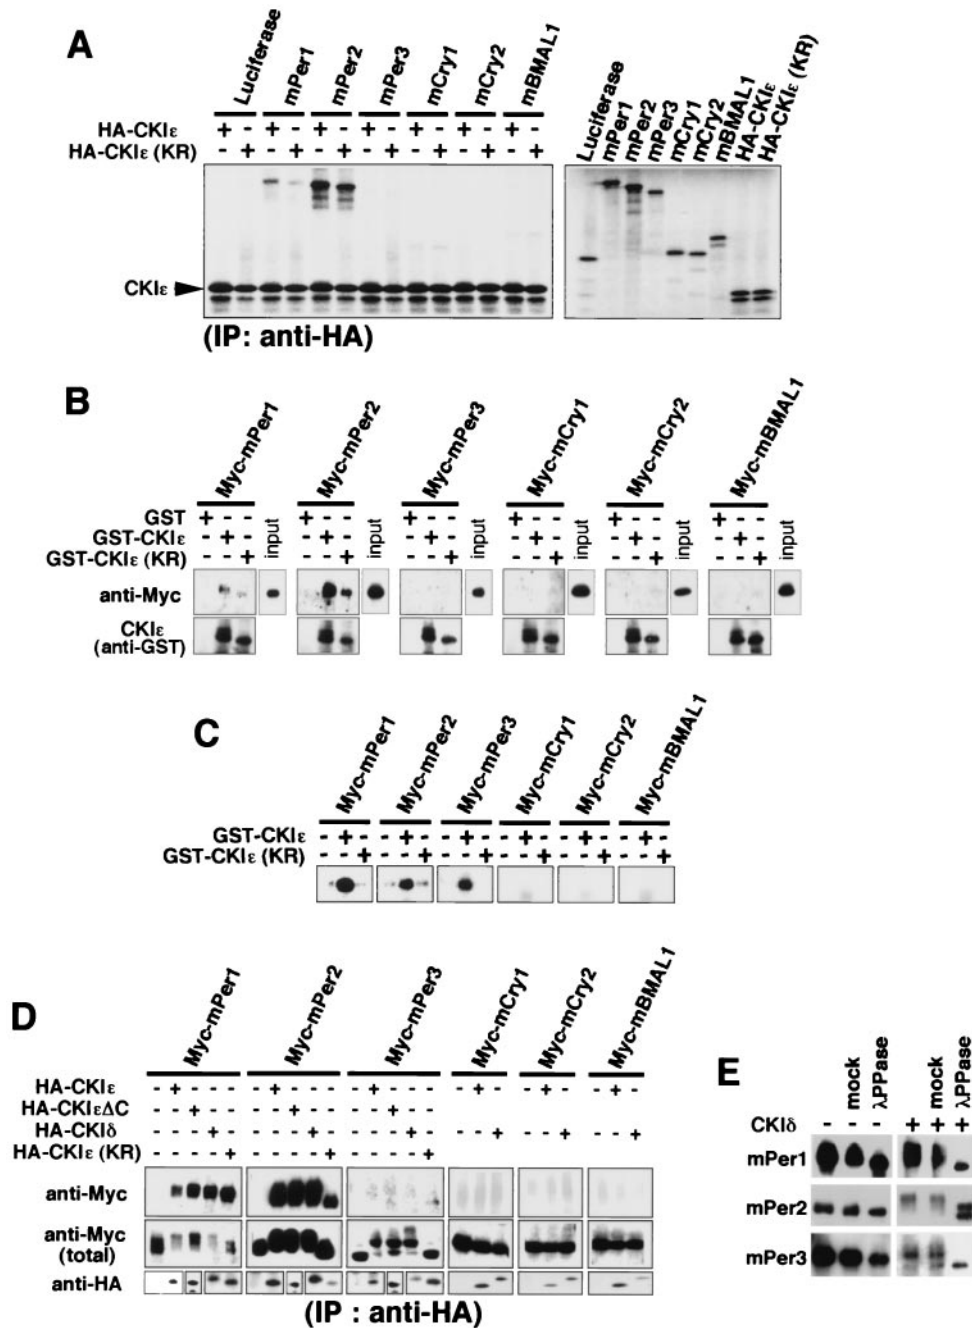 A
Luciferase mPer1 mPer2 mPer3 mCry1 mCry2 mBMAL1
HA-CKIε + - + - + - + - + - + - + -
HA-CKIε (KR) - + - + - + - + - + - + - +
Luciferase mPer1 mPer2 mPer3 mCry1 mCry2 mBMAL1 HA-CKIε HA-CKIε (KR)
CKIε
(IP: anti-HA)
B
Myc-mPer1 Myc-mPer2 Myc-mPer3 Myc-mCry1 Myc-mCry2 Myc-mBMAL1
GST + - - + - - + - - + - - + - - + - -
GST-CKIε - + - - + - - + - - + - - + - - + -
GST-CKIε (KR) - - + - - + - - + - - + - - + - - +
input input input input input input
anti-Myc
CKIε
(anti-GST)
C
Myc-mPer1 Myc-mPer2 Myc-mPer3 Myc-mCry1 Myc-mCry2 Myc-mBMAL1
GST-CKIε - + - - + - - + - - + - - + - - + -
GST-CKIε (KR) - - + - - + - - + - - + - - + - - +
D
Myc-mPer1 Myc-mPer2 Myc-mPer3 Myc-mCry1 Myc-mCry2 Myc-mBMAL1
HA-CKIε - + - - - - + - - - - + - - - - + - - + - - + -
HA-CKIεΔC - - + - - - - + - - - - + - - - - - - - - - - -
HA-CKIδ - - - + - - - - + - - - - + - - - + - - + - - +
HA-CKIε (KR) - - - - + - - - - + - - - - + - - - - - - - - -
anti-Myc
anti-Myc
(total)
anti-HA
(IP : anti-HA)
E
mock λPPase mock λPPase
CKIδ - - - + + +
mPer1
mPer2
mPer3